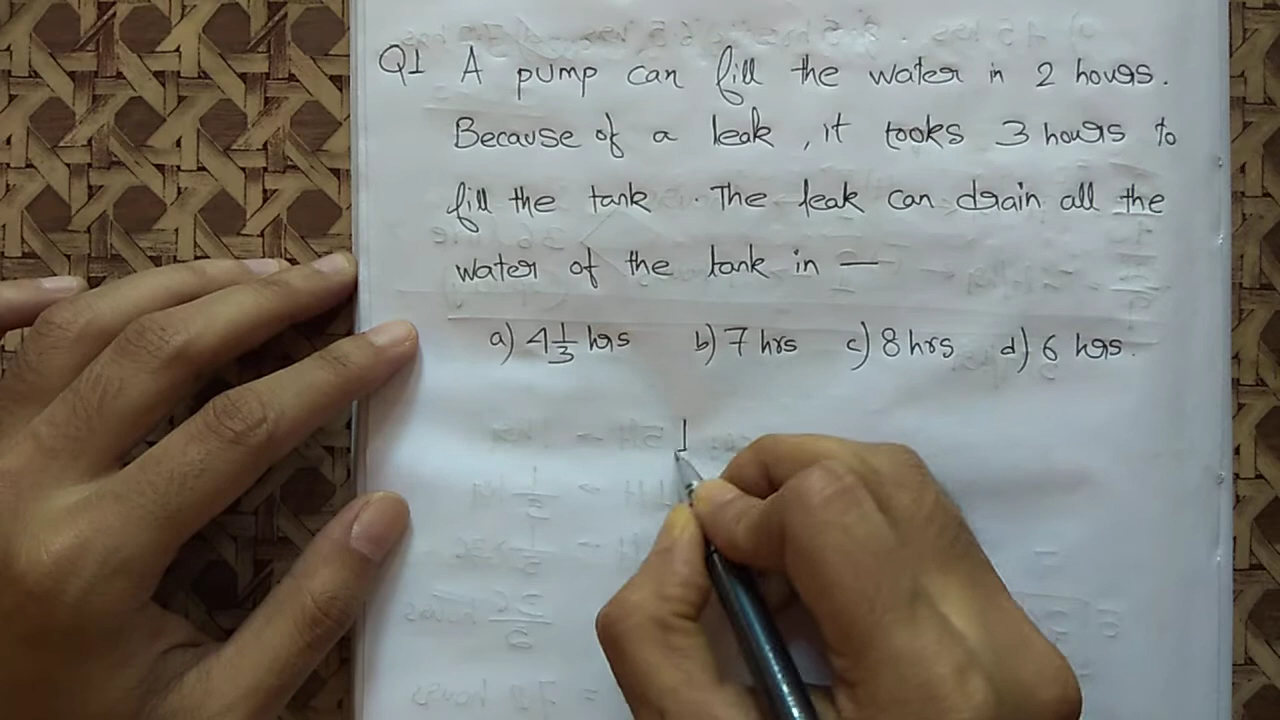 Q1 A pump can fill the water in 2 hours.
Because of a leak, it tooks 3 hours to
fill the tank. The leak can drain all the
water of the tank in —
a) 4 1/3 hrs b) 7 hrs c) 8 hrs d) 6 hrs.
1